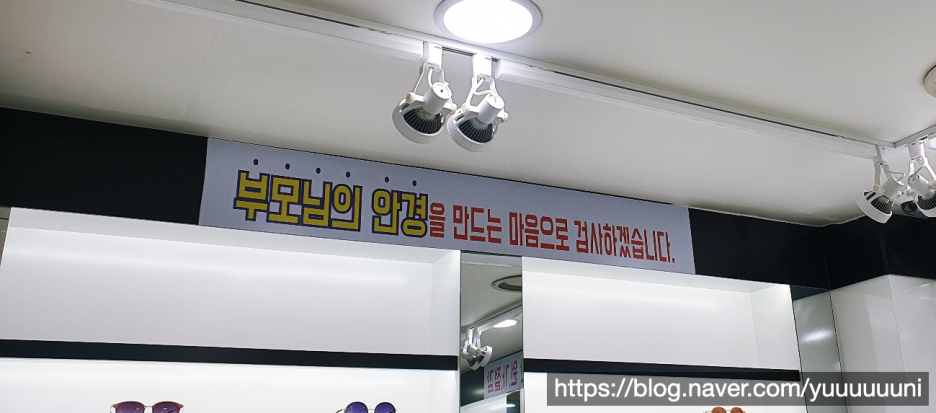 부모님의 안경을 만드는 마음으로 검사하겠습니다.
https://blog.naver.com/yuuuuuuni